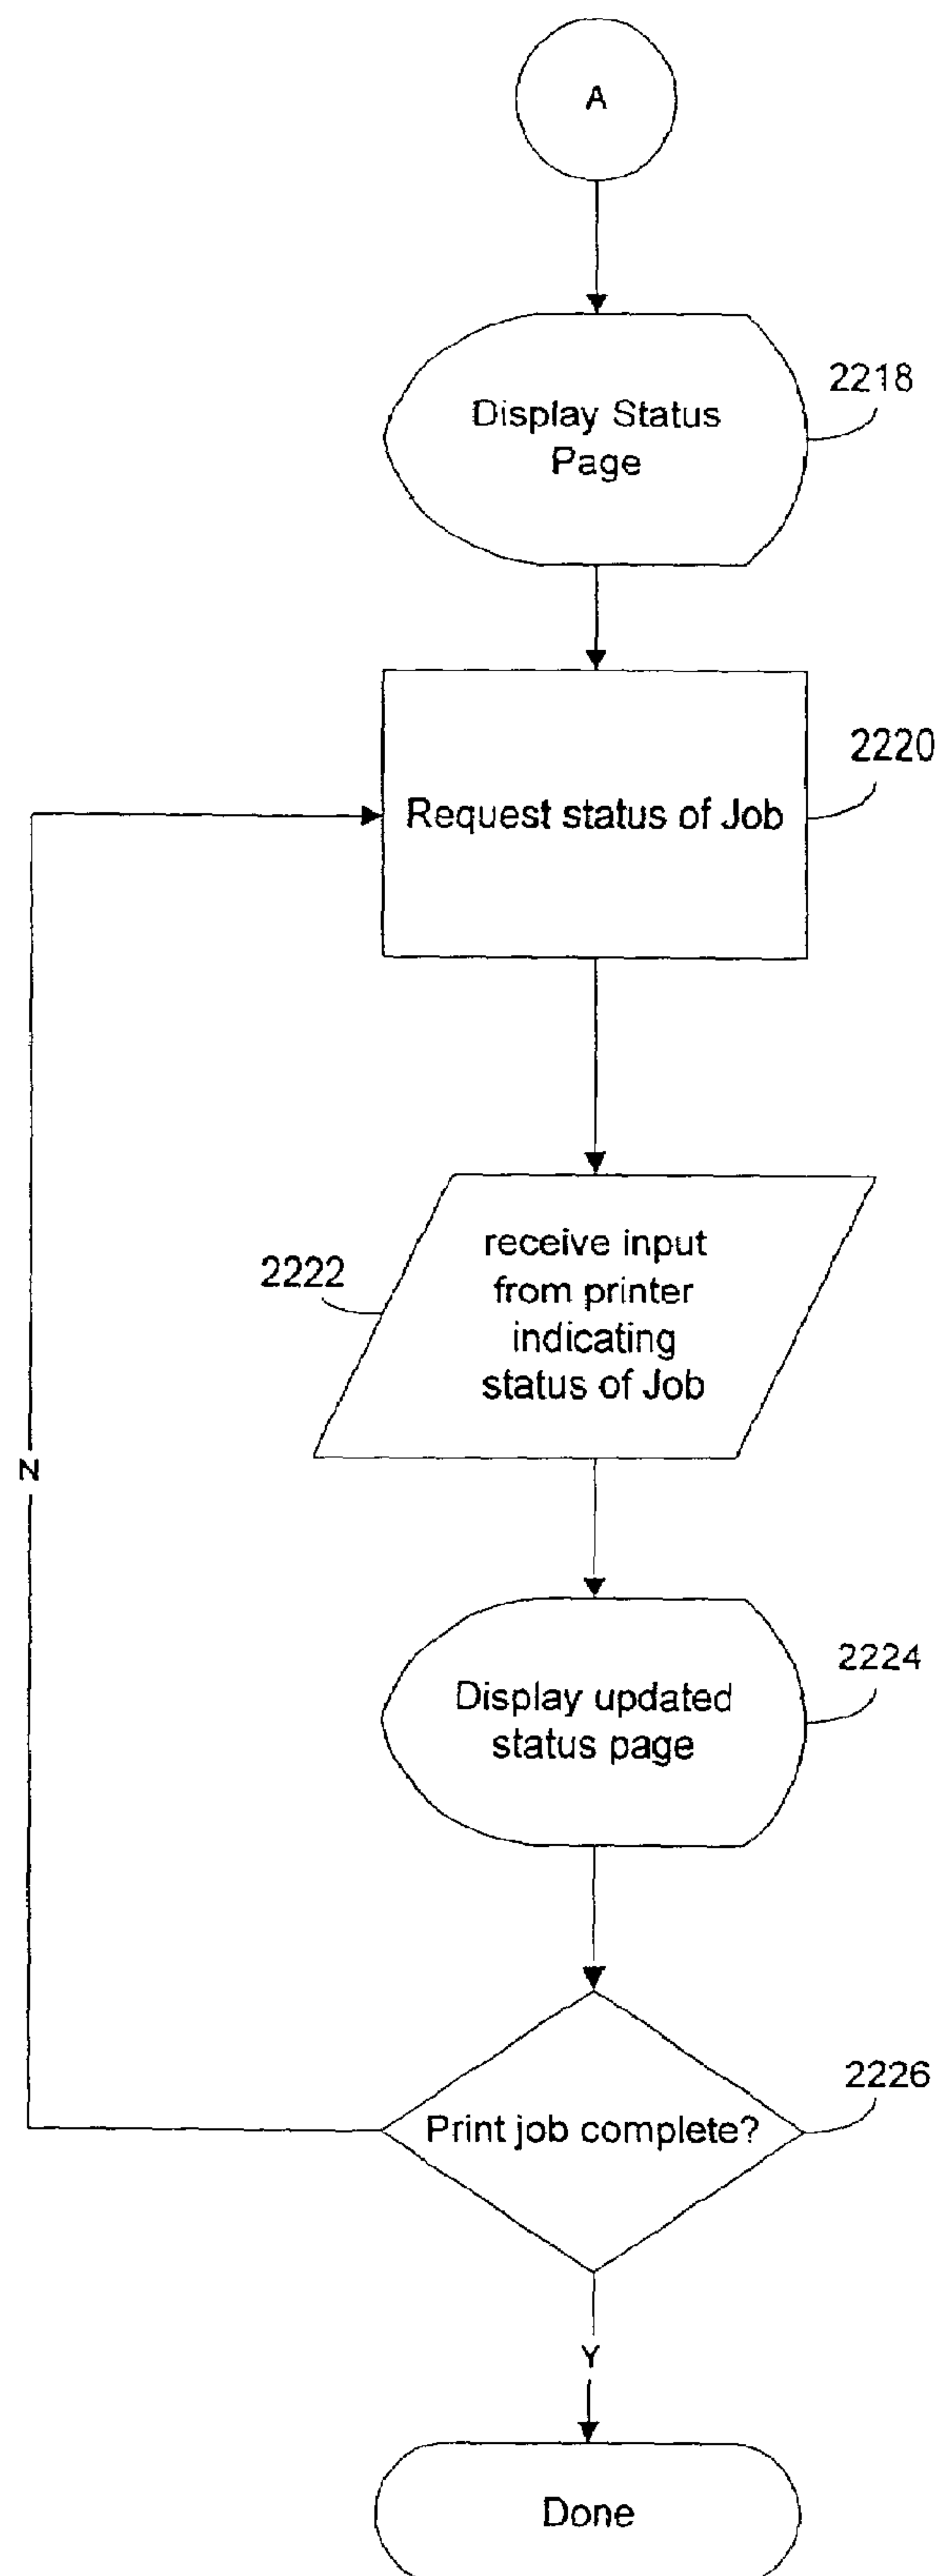 A
Display Status
Page
2218
Request status of Job
2220
receive input
from printer
indicating
status of Job
2222
N
Display updated
status page
2224
Print job complete?
2226
Y
Done